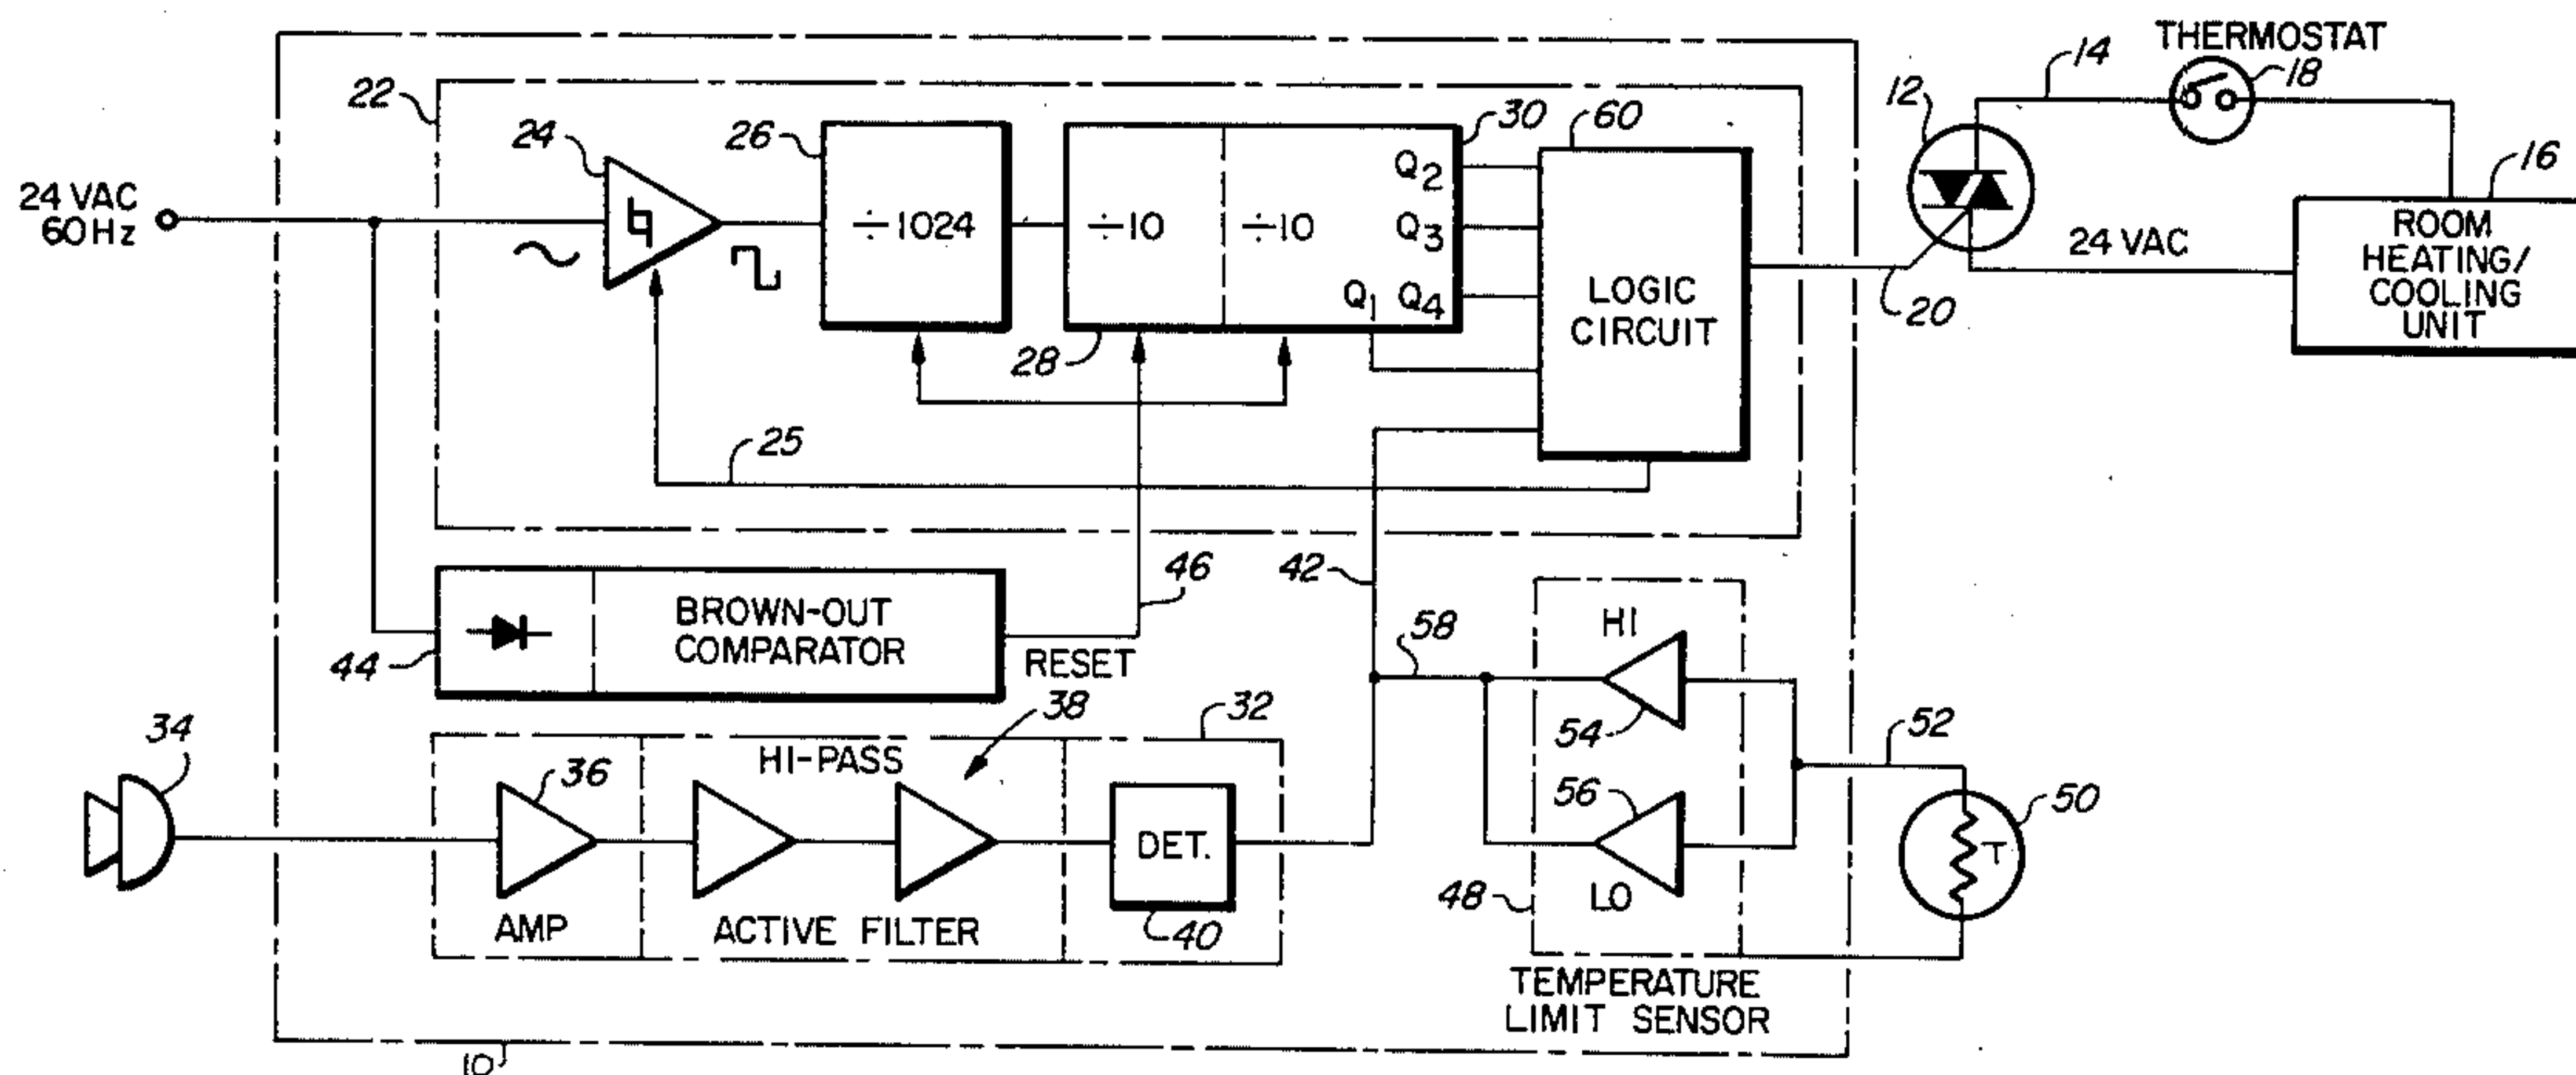 THERMOSTAT
14
18
12
16
22
24
26
30
60
24 VAC
60 Hz
÷1024
÷10
÷10
Q2
Q3
Q1 Q4
LOGIC
CIRCUIT
24 VAC
ROOM
HEATING/
COOLING
UNIT
20
28
25
46
42
BROWN-OUT
COMPARATOR
44
RESET
58
HI
54
52
34
38
32
HI-PASS
36
56
50
DET.
T
48
LO
AMP
ACTIVE FILTER
40
TEMPERATURE
LIMIT SENSOR
10